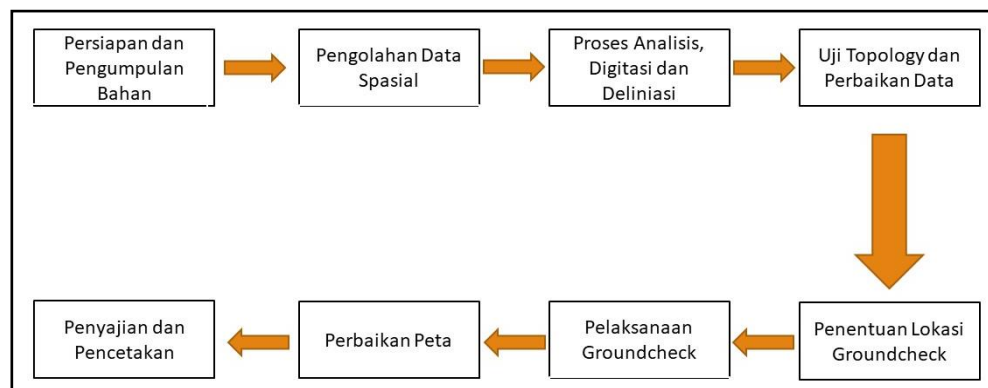 Persiapan dan
Pengumpulan
Bahan
Pengolahan Data
Spasial
Proses Analisis,
Digitasi dan
Deliniasi
Uji Topology dan
Perbaikan Data
Penentuan Lokasi
Groundcheck
Pelaksanaan
Groundcheck
Perbaikan Peta
Penyajian dan
Pencetakan